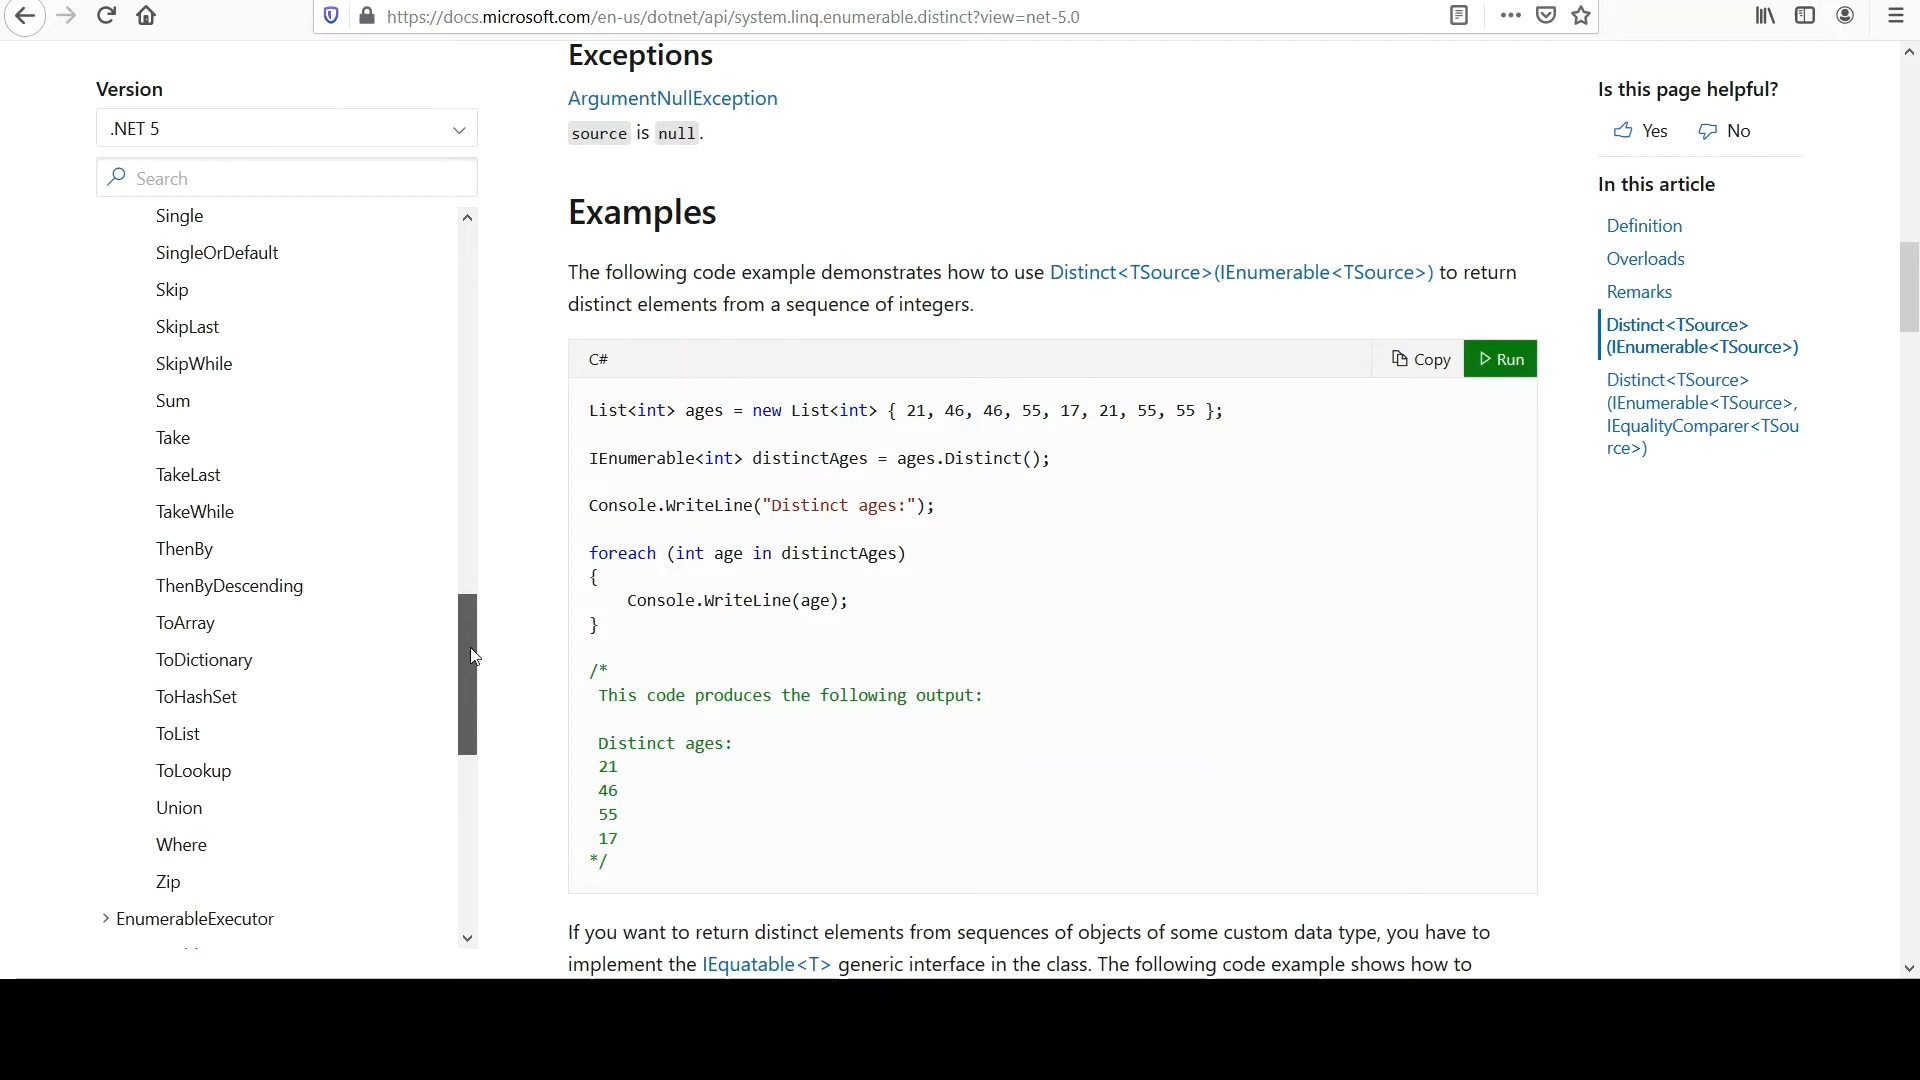 https://docs.microsoft.com/en-us/dotnet/api/system.linq.enumerable.distinct?view=net-5.0
Version
.NET 5
Search
Single
SingleOrDefault
Skip
SkipLast
SkipWhile
Sum
Take
TakeLast
TakeWhile
ThenBy
ThenByDescending
ToArray
ToDictionary
ToHashSet
ToList
ToLookup
Union
Where
Zip
EnumerableExecutor
Exceptions
ArgumentNullException
source is null.
Examples
The following code example demonstrates how to use Distinct<TSource>(IEnumerable<TSource>) to return
distinct elements from a sequence of integers.
C#
Copy
Run
List<int> ages = new List<int> { 21, 46, 46, 55, 17, 21, 55, 55 };
IEnumerable<int> distinctAges = ages.Distinct();
Console.WriteLine("Distinct ages:");
foreach (int age in distinctAges)
{
Console.WriteLine(age);
}
/*
This code produces the following output:
Distinct ages:
21
46
55
17
*/
If you want to return distinct elements from sequences of objects of some custom data type, you have to
implement the IEquatable<T> generic interface in the class. The following code example shows how to
Is this page helpful?
Yes
No
In this article
Definition
Overloads
Remarks
Distinct<TSource>
(IEnumerable<TSource>)
Distinct<TSource>
(IEnumerable<TSource>,
IEqualityComparer<TSou
rce>)